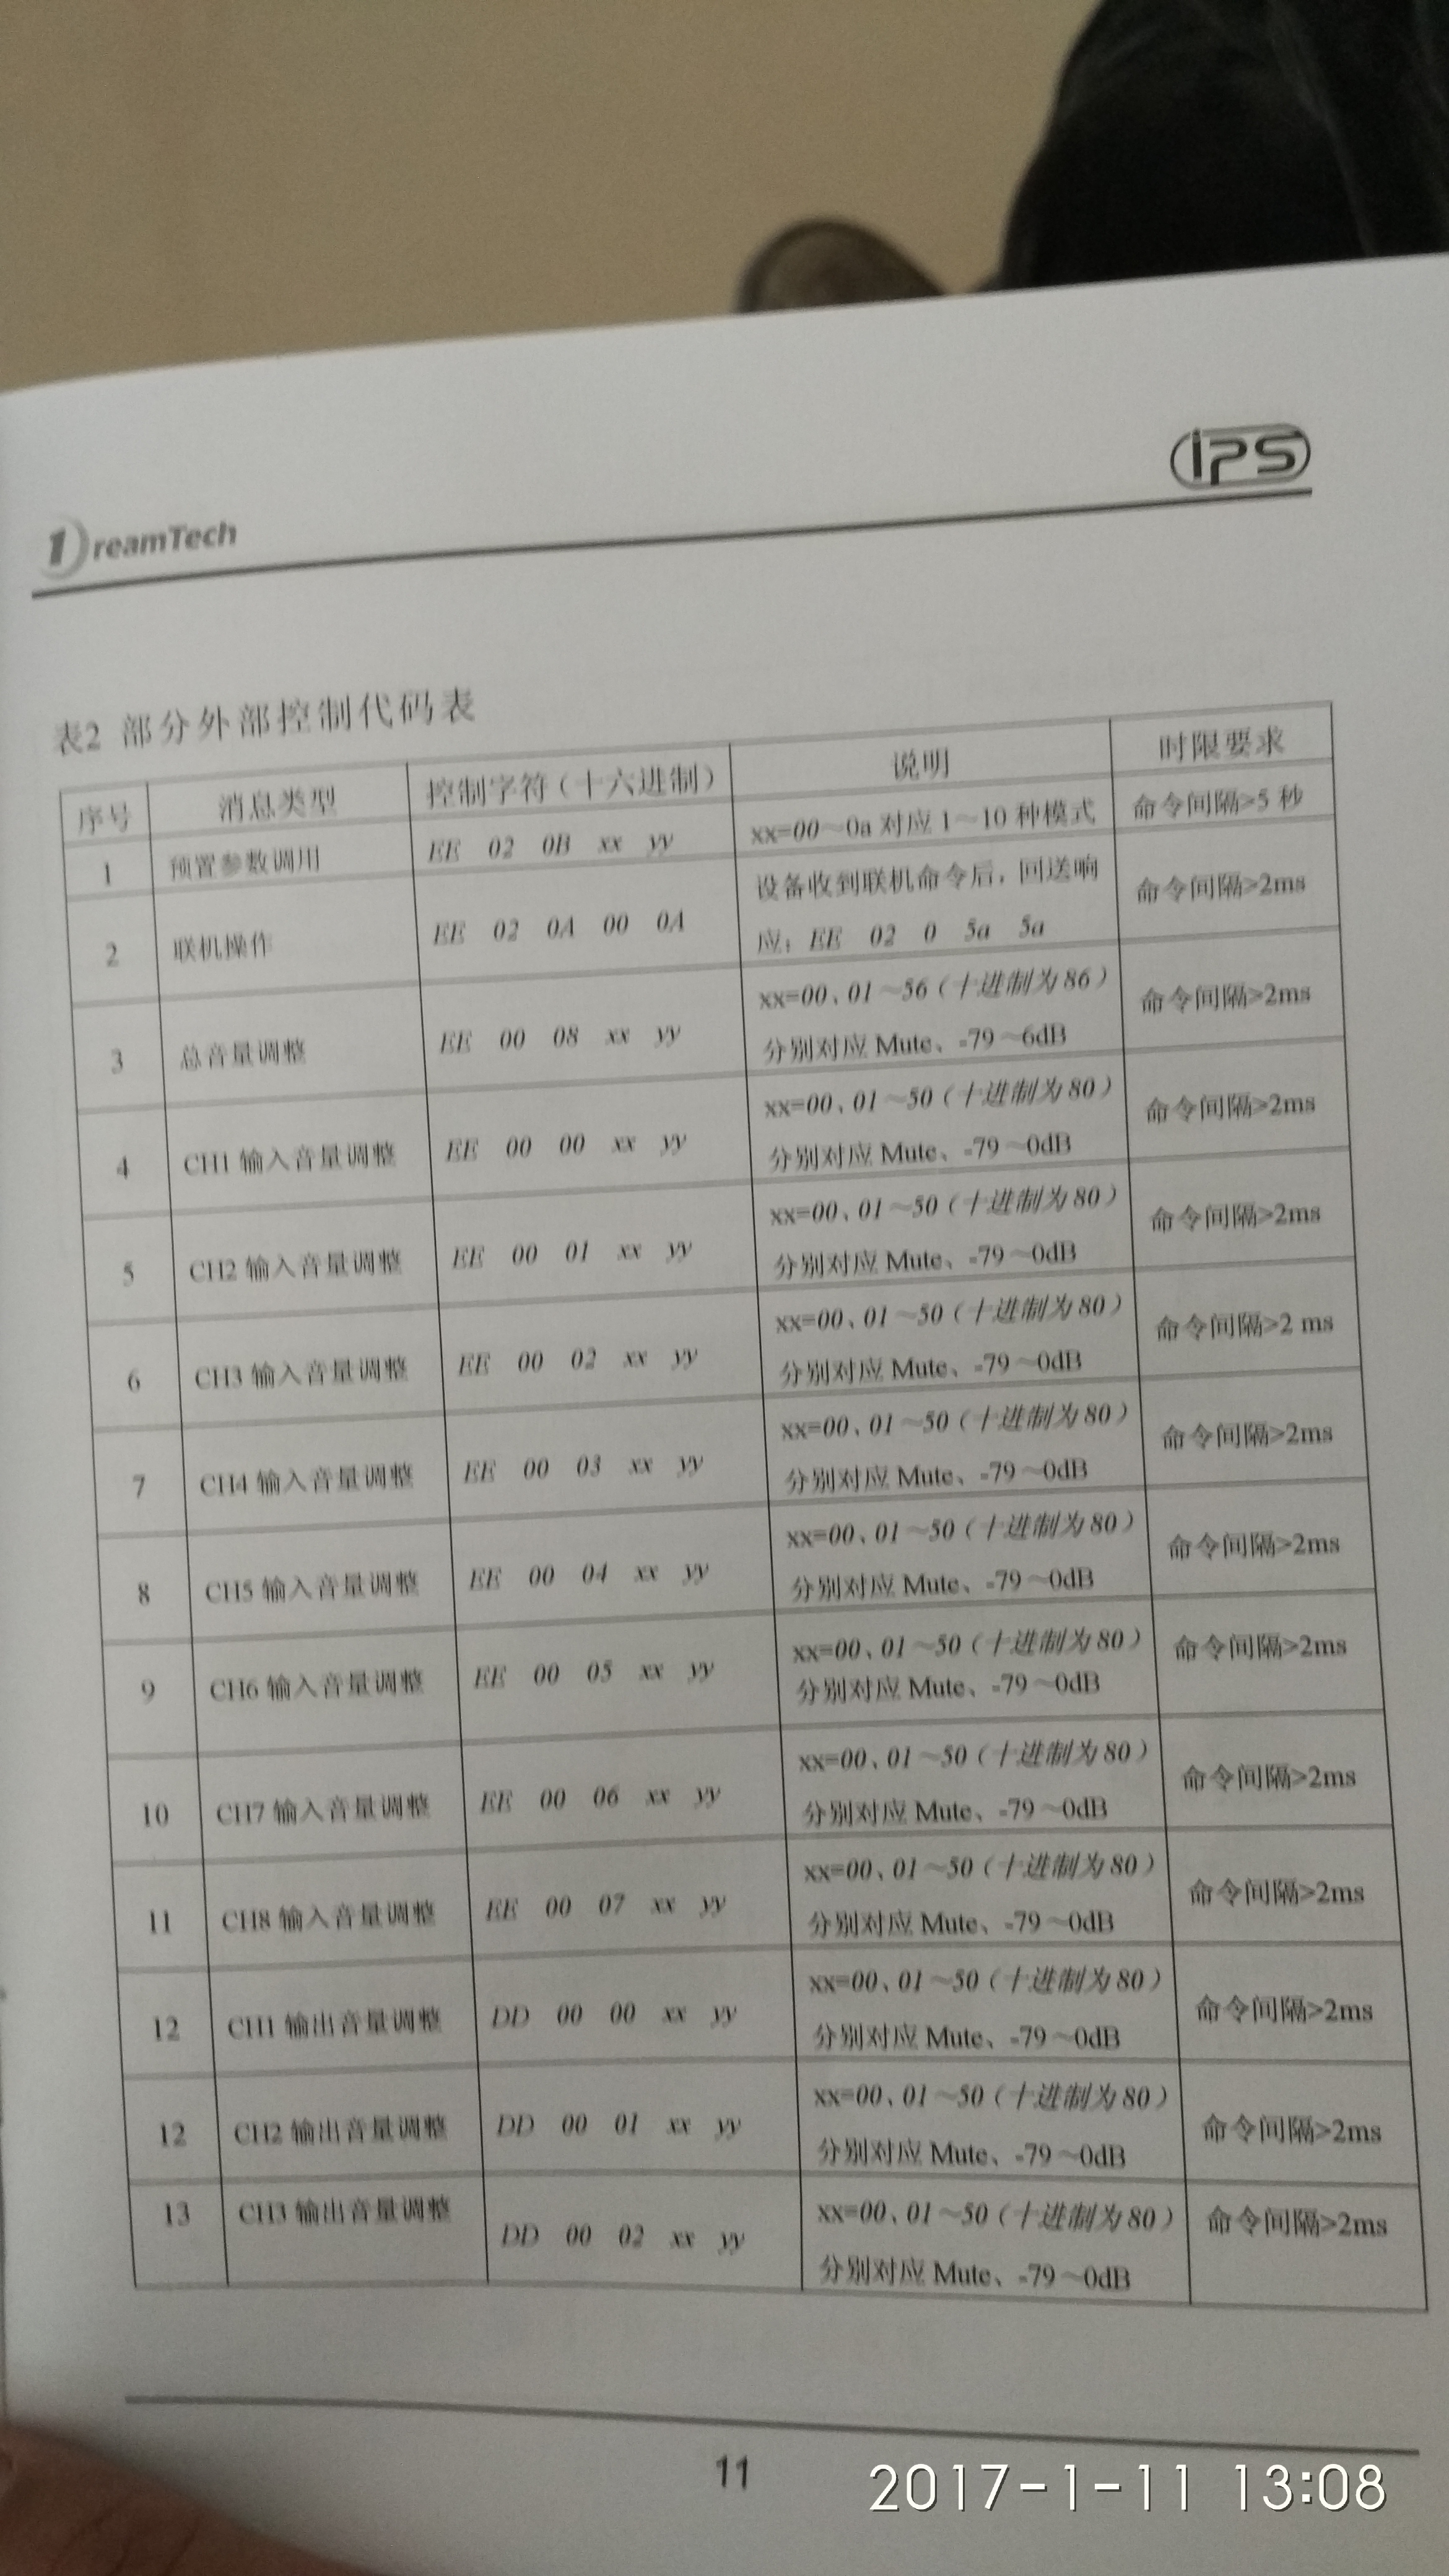 iPS
DreamTech
表2 部分外部控制代码表
序号 消息类型 控制字符（十六进制） 说明 时限要求
1 预置参数调用 EE 02 0B xx yy xx=00～0a 对应 1～10 种模式 命令间隔>5 秒
2 联机操作 EE 02 0A 00 0A 设备收到联机命令后，回送响 命令间隔>2ms
应：EE 02 0 5a 5a
3 总音量调整 EE 00 08 xx yy xx=00、01～56（十进制为 86） 命令间隔>2ms
分别对应 Mute、-79～6dB
4 CH1 输入音量调整 EE 00 00 xx yy xx=00、01～50（十进制为 80） 命令间隔>2ms
分别对应 Mute、-79～0dB
5 CH2 输入音量调整 EE 00 01 xx yy xx=00、01～50（十进制为 80） 命令间隔>2ms
分别对应 Mute、-79～0dB
6 CH3 输入音量调整 EE 00 02 xx yy xx=00、01～50（十进制为 80） 命令间隔>2 ms
分别对应 Mute、-79～0dB
7 CH4 输入音量调整 EE 00 03 xx yy xx=00、01～50（十进制为 80） 命令间隔>2ms
分别对应 Mute、-79～0dB
8 CH5 输入音量调整 EE 00 04 xx yy xx=00、01～50（十进制为 80） 命令间隔>2ms
分别对应 Mute、-79～0dB
9 CH6 输入音量调整 EE 00 05 xx yy xx=00、01～50（十进制为 80） 命令间隔>2ms
分别对应 Mute、-79～0dB
10 CH7 输入音量调整 EE 00 06 xx yy xx=00、01～50（十进制为 80） 命令间隔>2ms
分别对应 Mute、-79～0dB
11 CH8 输入音量调整 EE 00 07 xx yy xx=00、01～50（十进制为 80） 命令间隔>2ms
分别对应 Mute、-79～0dB
12 CH1 输出音量调整 DD 00 00 xx yy xx=00、01～50（十进制为 80） 命令间隔>2ms
分别对应 Mute、-79～0dB
12 CH2 输出音量调整 DD 00 01 xx yy xx=00、01～50（十进制为 80） 命令间隔>2ms
分别对应 Mute、-79～0dB
13 CH3 输出音量调整 DD 00 02 xx yy xx=00、01～50（十进制为 80） 命令间隔>2ms
分别对应 Mute、-79～0dB
11
2017-1-11 13:08